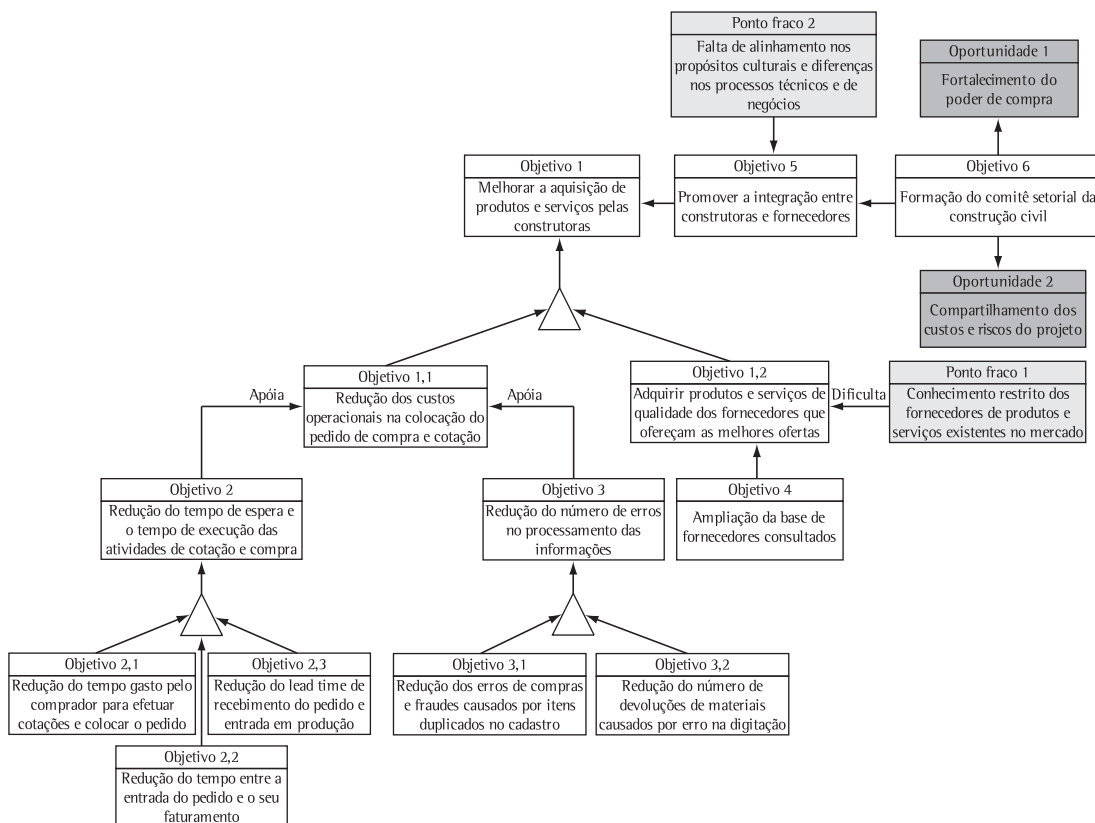 Ponto fraco 2
Falta de alinhamento nos
propósitos culturais e diferenças
nos processos técnicos e de
negócios
Oportunidade 1
Fortalecimento do
poder de compra
Objetivo 1
Melhorar a aquisição de
produtos e serviços pelas
construtoras
Objetivo 5
Promover a integração entre
construtoras e fornecedores
Objetivo 6
Formação do comitê setorial da
construção civil
Oportunidade 2
Compartilhamento dos
custos e riscos do projeto
Apóia
Objetivo 1,1
Redução dos custos
operacionais na colocação do
pedido de compra e cotação
Apóia
Objetivo 1,2
Adquirir produtos e serviços de
qualidade dos fornecedores que
ofereçam as melhores ofertas
Dificulta
Ponto fraco 1
Conhecimento restrito dos
fornecedores de produtos e
serviços existentes no mercado
Objetivo 2
Redução do tempo de espera e
o tempo de execução das
atividades de cotação e compra
Objetivo 3
Redução do número de erros
no processamento das
informações
Objetivo 4
Ampliação da base de
fornecedores consultados
Objetivo 2,1
Redução do tempo gasto pelo
comprador para efetuar
cotações e colocar o pedido
Objetivo 2,3
Redução do lead time de
recebimento do pedido e
entrada em produção
Objetivo 3,1
Redução dos erros de compras
e fraudes causados por itens
duplicados no cadastro
Objetivo 3,2
Redução do número de
devoluções de materiais
causados por erro na digitação
Objetivo 2,2
Redução do tempo entre a
entrada do pedido e o seu
faturamento